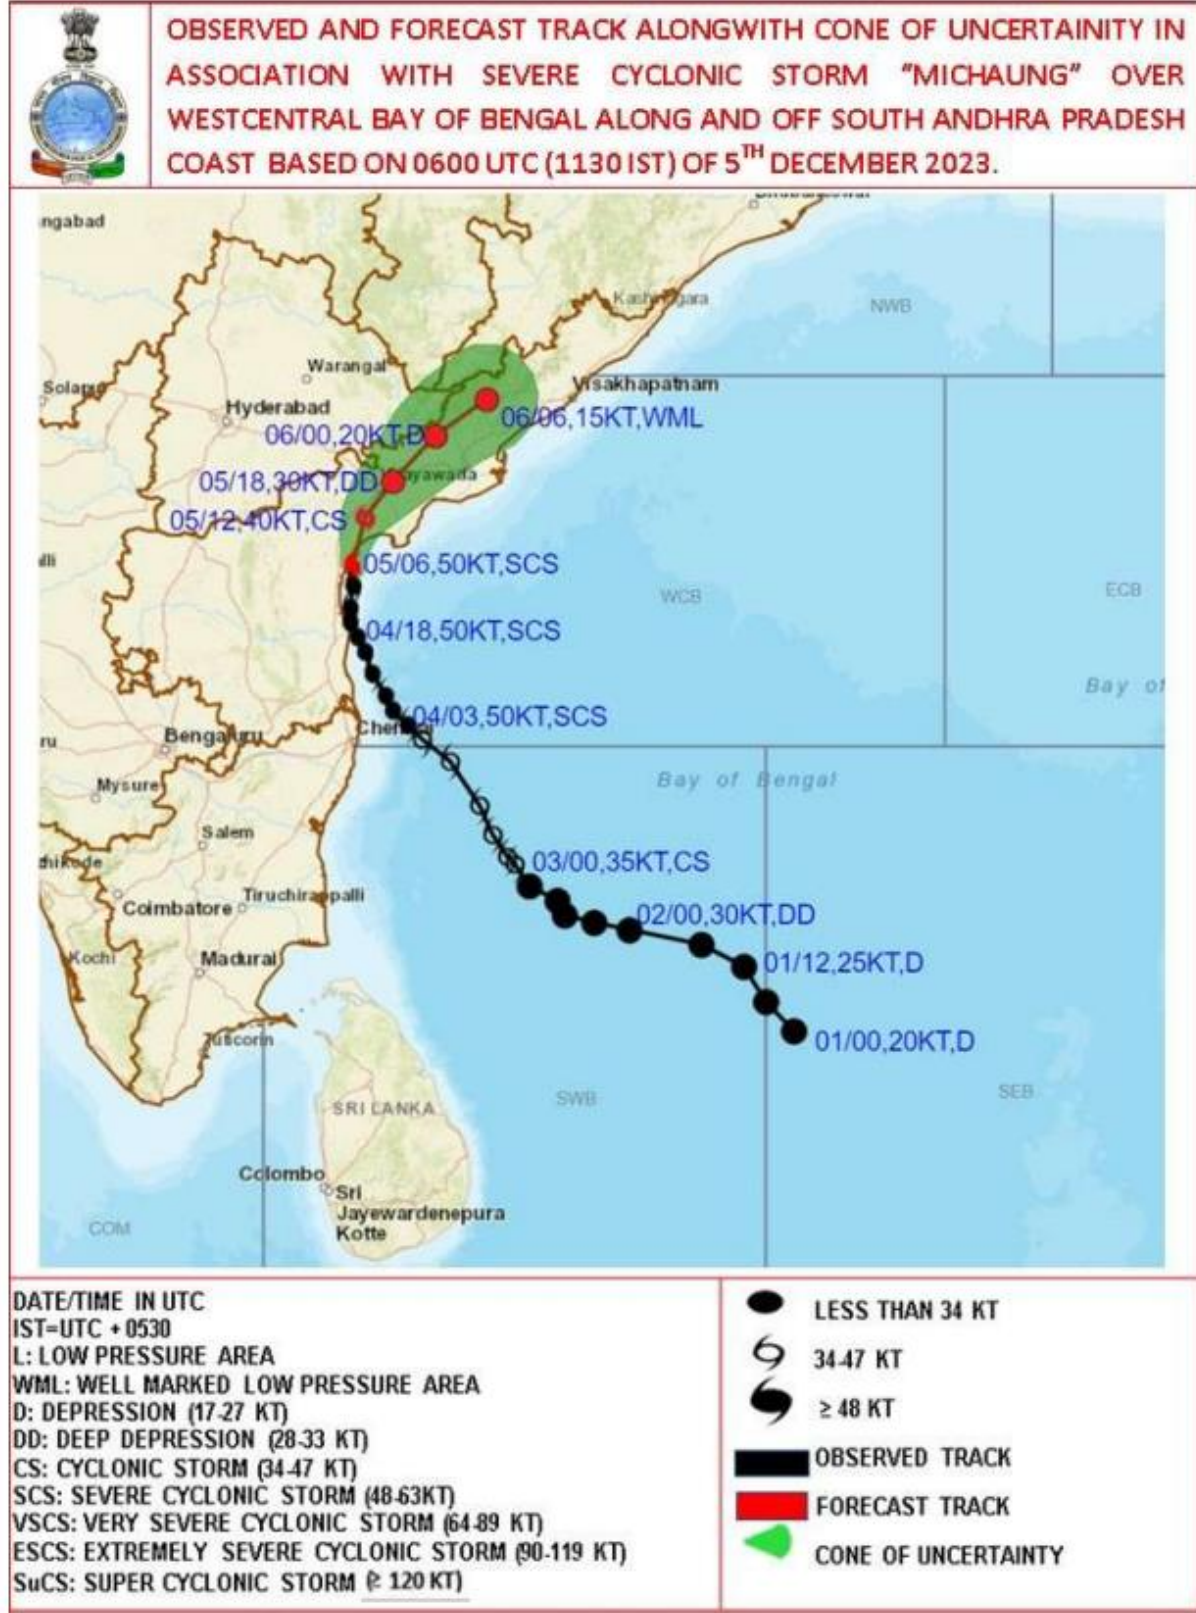 OBSERVED AND FORECAST TRACK ALONGWITH CONE OF UNCERTAINITY IN
ASSOCIATION WITH SEVERE CYCLONIC STORM "MICHAUNG" OVER
WESTCENTRAL BAY OF BENGAL ALONG AND OFF SOUTH ANDHRA PRADESH
COAST BASED ON 0600 UTC (1130 IST) OF 5TH DECEMBER 2023.
ngabad
NWB
Warangal
Solapur
Visakhapatnam
Hyderabad
06/06,15KT,WML
06/00,20KT,D
05/18,30KT,DD
05/12,40KT,CS
05/06,50KT,SCS
WCB
ECB
04/18,50KT,SCS
Bay of
04/03,50KT,SCS
ru
Bengaluru
Bay of Bengal
Mysure
Salem
03/00,35KT,CS
Coimbatore
Tiruchirappalli
02/00,30KT,DD
Kochi
Madurai
01/12,25KT,D
Tuticorin
01/00,20KT,D
SEB
SWB
SRI LANKA
Colombo
Sri
Jayewardenepura
Kotte
COM
DATE/TIME IN UTC
IST=UTC + 0530
L: LOW PRESSURE AREA
WML: WELL MARKED LOW PRESSURE AREA
D: DEPRESSION (17-27 KT)
DD: DEEP DEPRESSION (28-33 KT)
CS: CYCLONIC STORM (34-47 KT)
SCS: SEVERE CYCLONIC STORM (48-63KT)
VSCS: VERY SEVERE CYCLONIC STORM (64-89 KT)
ESCS: EXTREMELY SEVERE CYCLONIC STORM (90-119 KT)
SuCS: SUPER CYCLONIC STORM (≥ 120 KT)
LESS THAN 34 KT
34-47 KT
≥ 48 KT
OBSERVED TRACK
FORECAST TRACK
CONE OF UNCERTAINTY